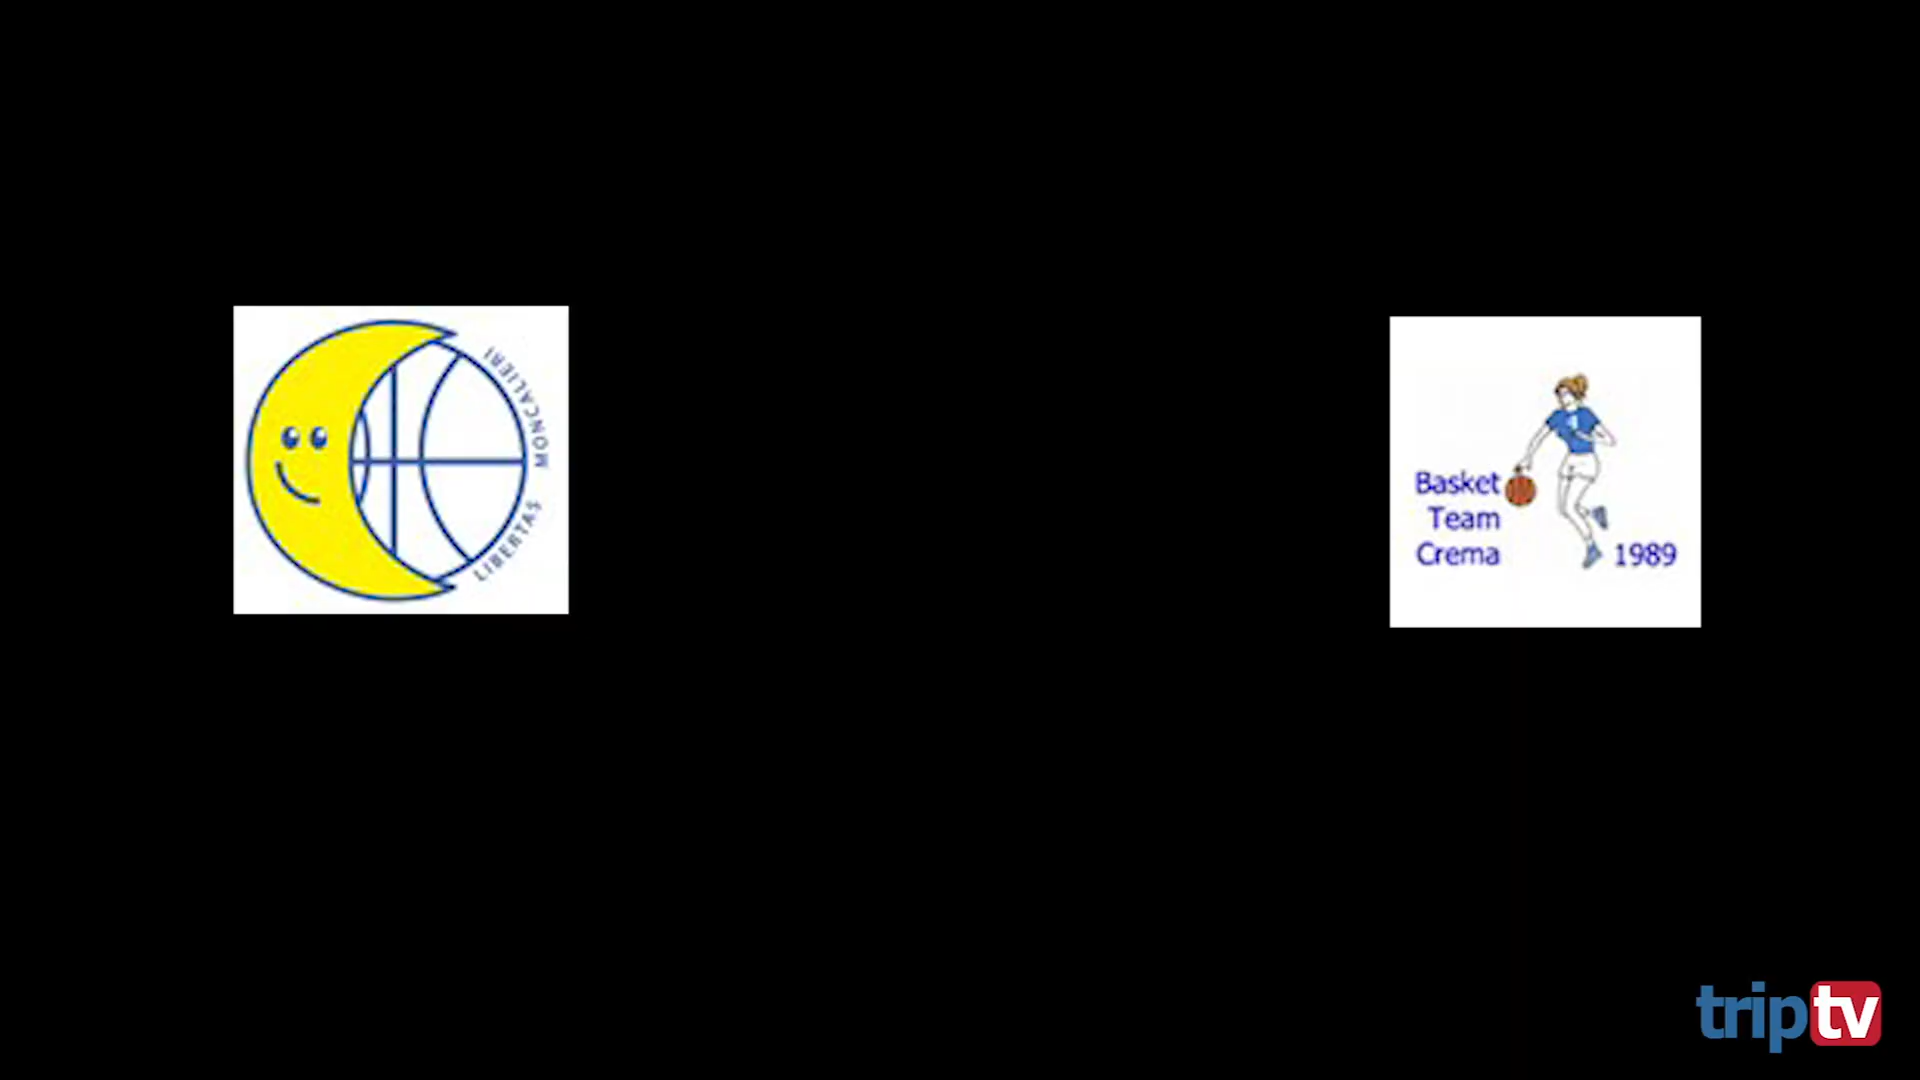 LIBERTAS MONCALIERI
Basket
Team
Crema
1989
triptv